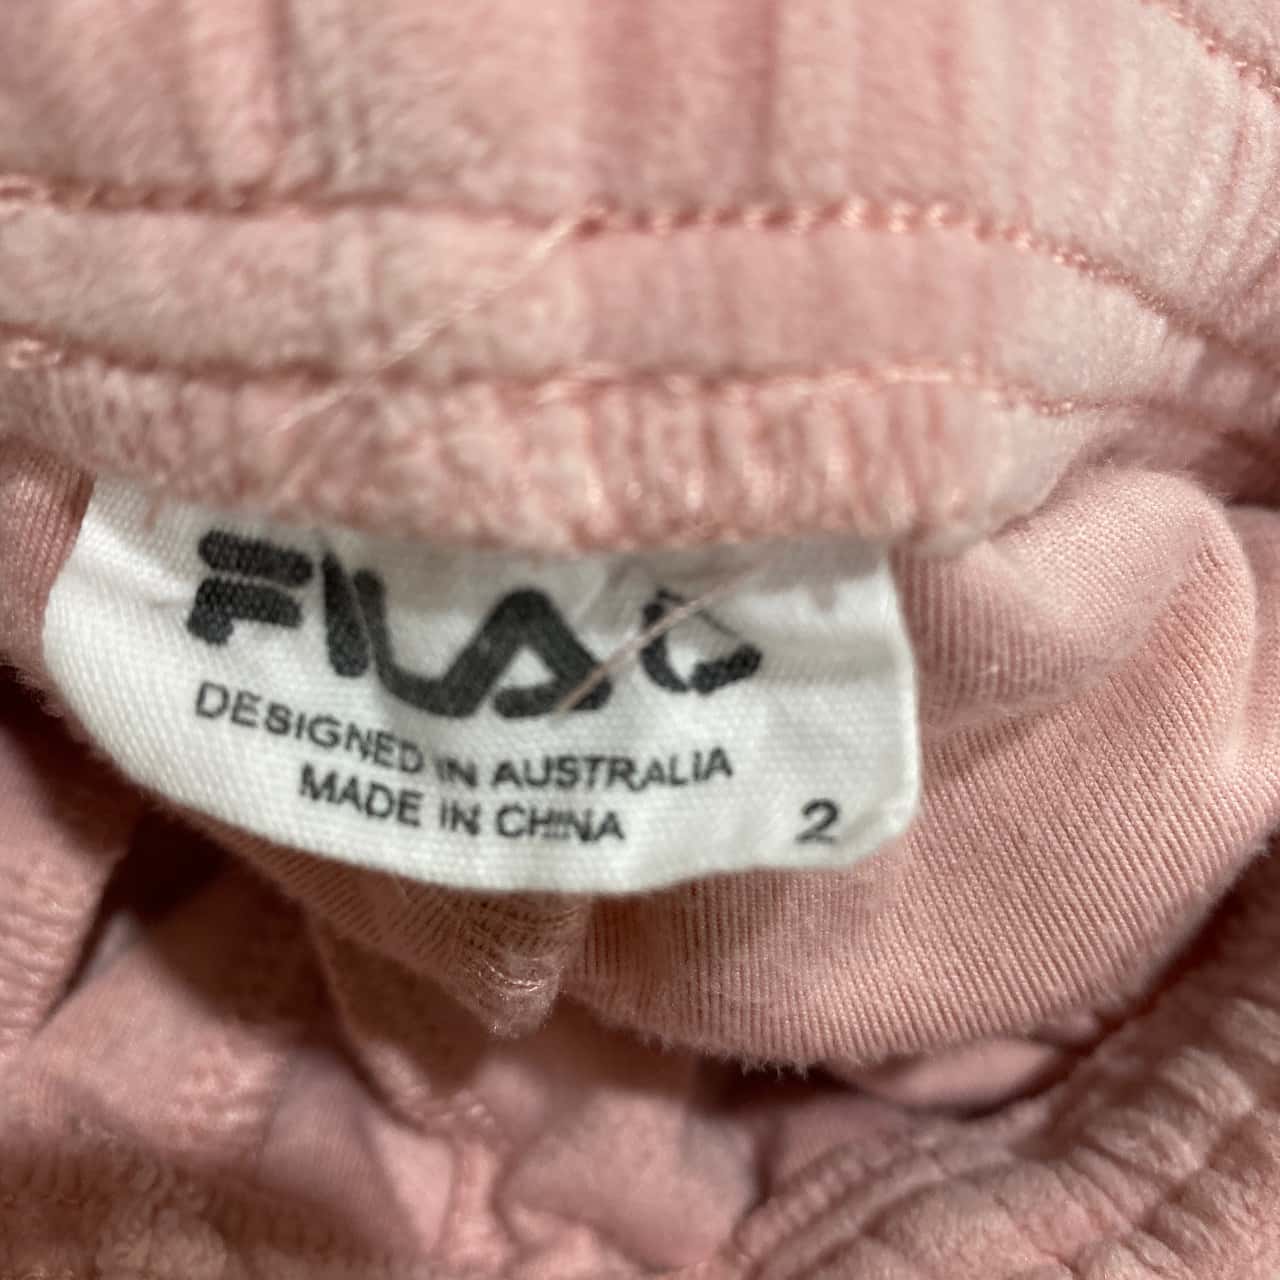 FILA
DESIGNED IN AUSTRALIA
MADE IN CHINA
2